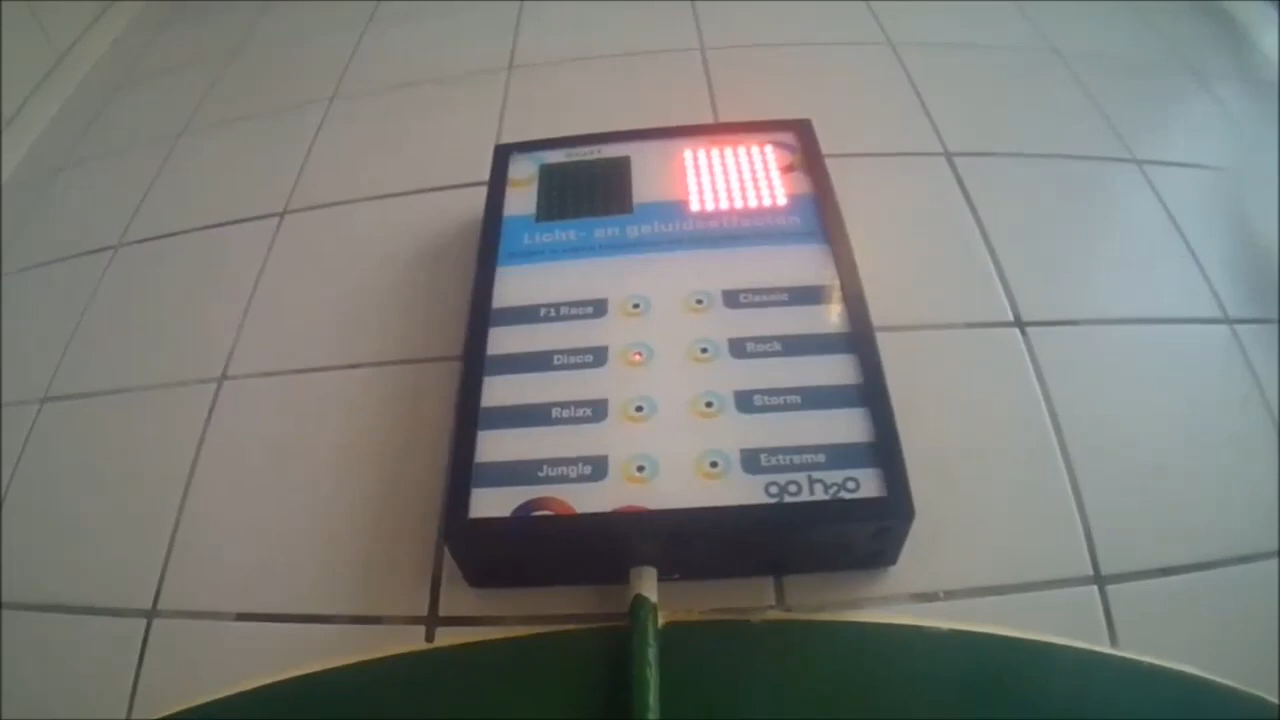 Licht- en geluidseffecten
F1 Race
Classic
Disco
Rock
Relax
Storm
Jungle
Extreme
go h2o